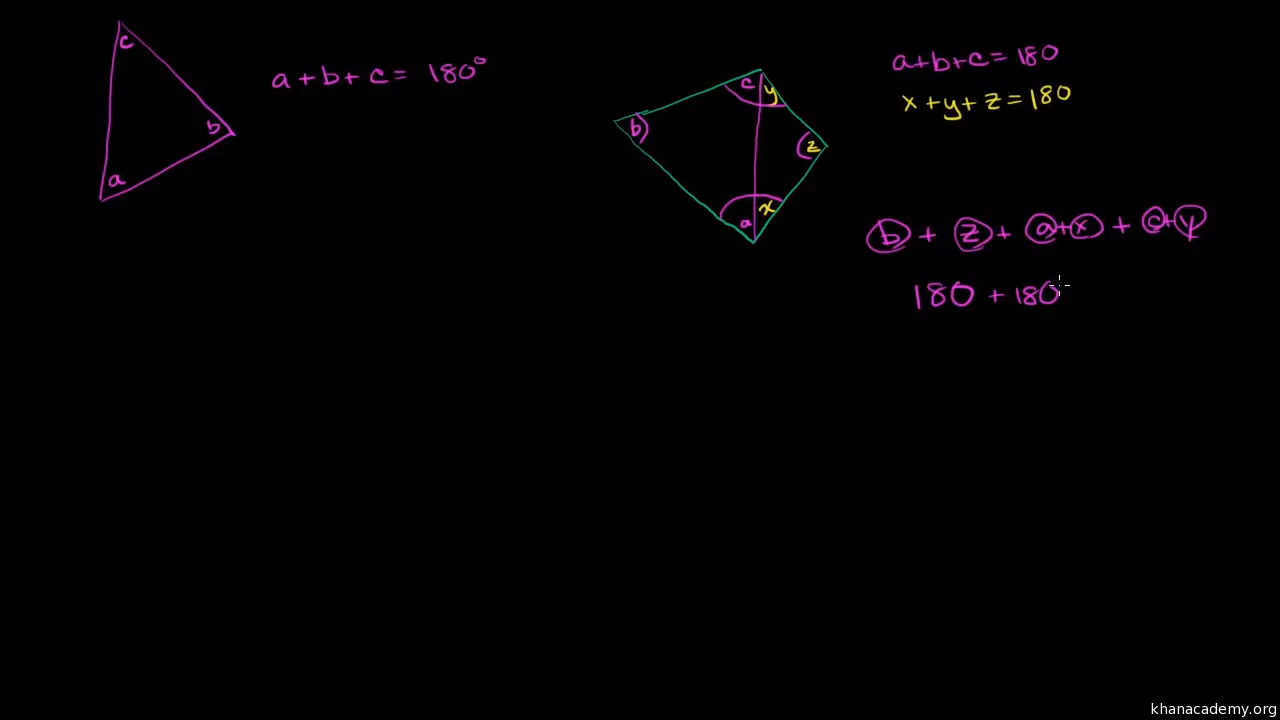 c
b
a
a + b + c = 180°
c y
b
z
a x
a+b+c=180
x+y+z=180
b + z + a+x + c+y
180 + 180
khanacademy.org